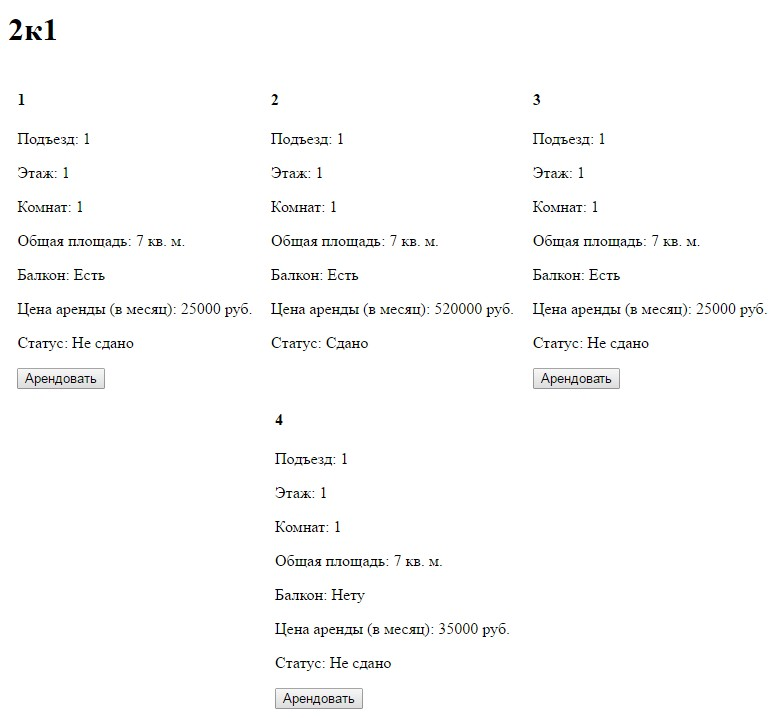 2к1
1
Подъезд: 1
Этаж: 1
Комнат: 1
Общая площадь: 7 кв. м.
Балкон: Есть
Цена аренды (в месяц): 25000 руб.
Статус: Не сдано
Арендовать
2
Подъезд: 1
Этаж: 1
Комнат: 1
Общая площадь: 7 кв. м.
Балкон: Есть
Цена аренды (в месяц): 520000 руб.
Статус: Сдано
3
Подъезд: 1
Этаж: 1
Комнат: 1
Общая площадь: 7 кв. м.
Балкон: Есть
Цена аренды (в месяц): 25000 руб.
Статус: Не сдано
Арендовать
4
Подъезд: 1
Этаж: 1
Комнат: 1
Общая площадь: 7 кв. м.
Балкон: Нету
Цена аренды (в месяц): 35000 руб.
Статус: Не сдано
Арендовать